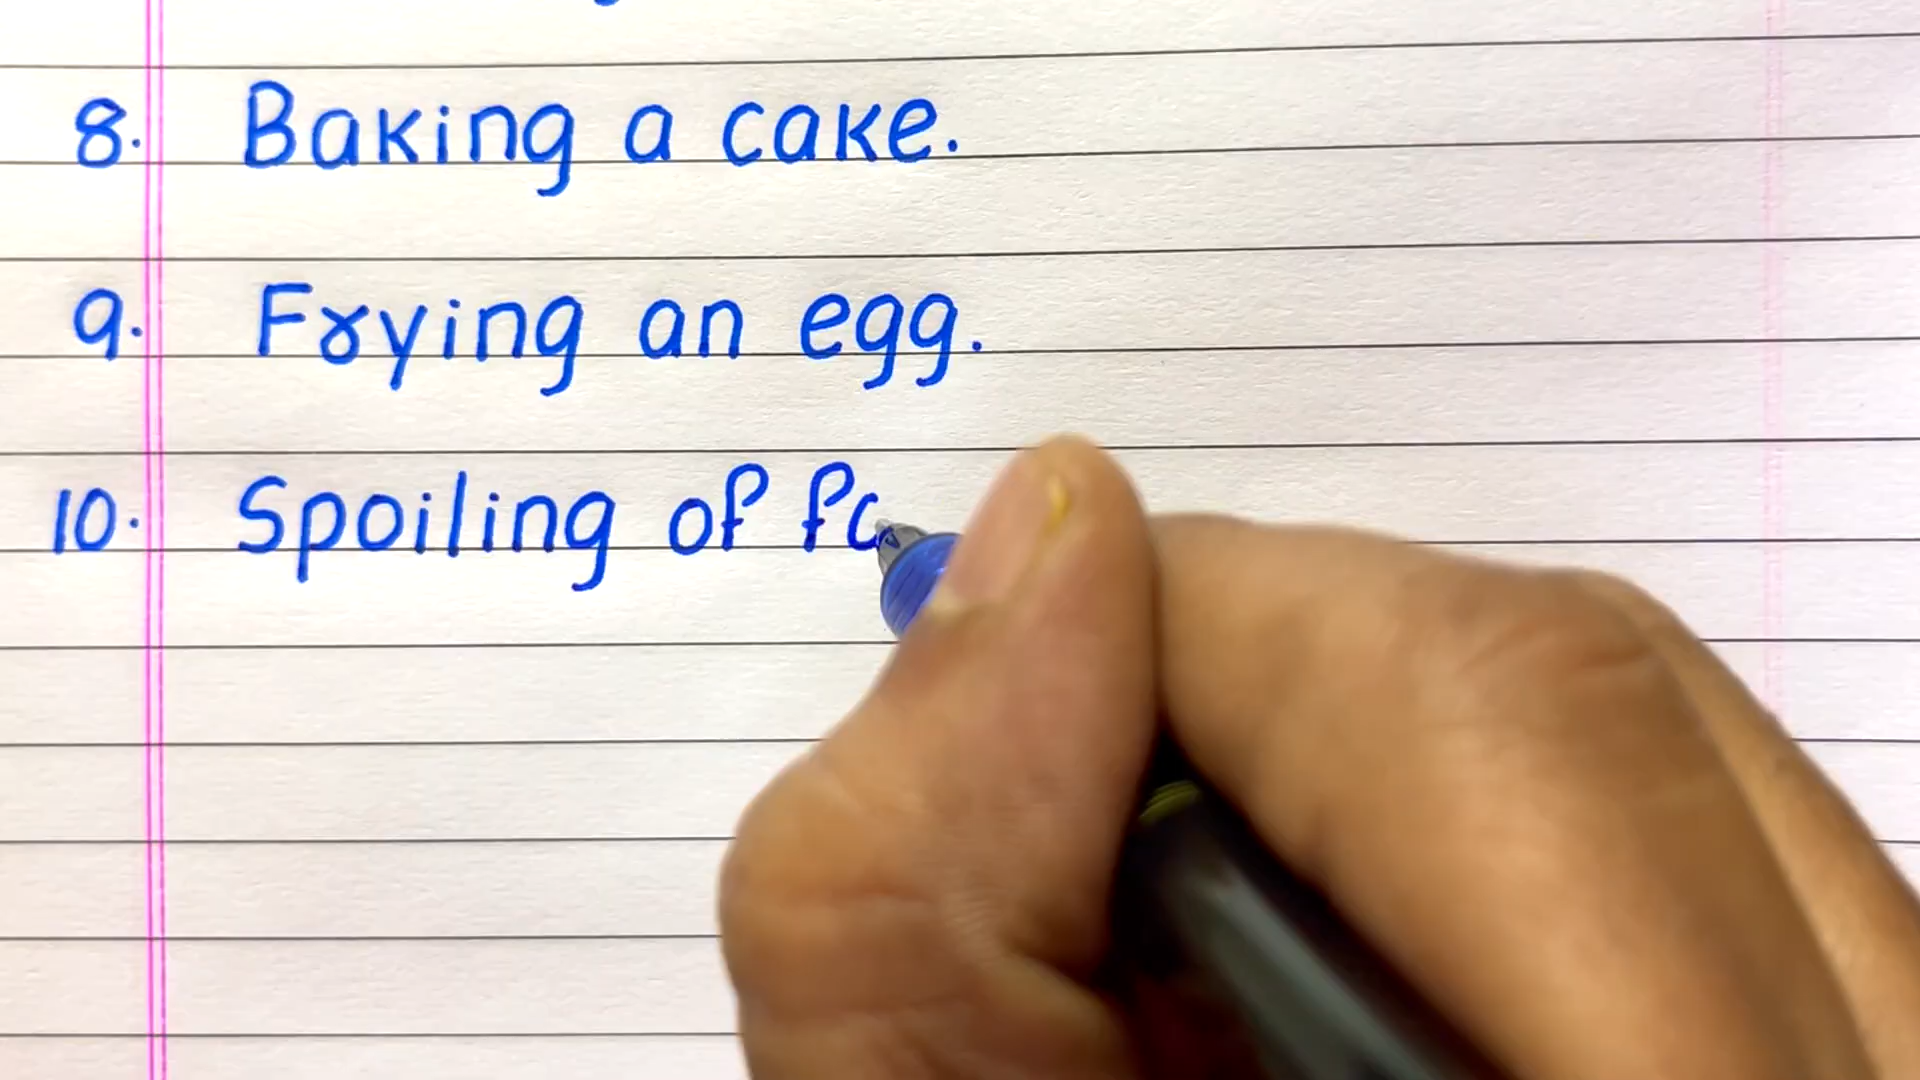 8. Baking a cake.
9. Frying an egg.
10. Spoiling of